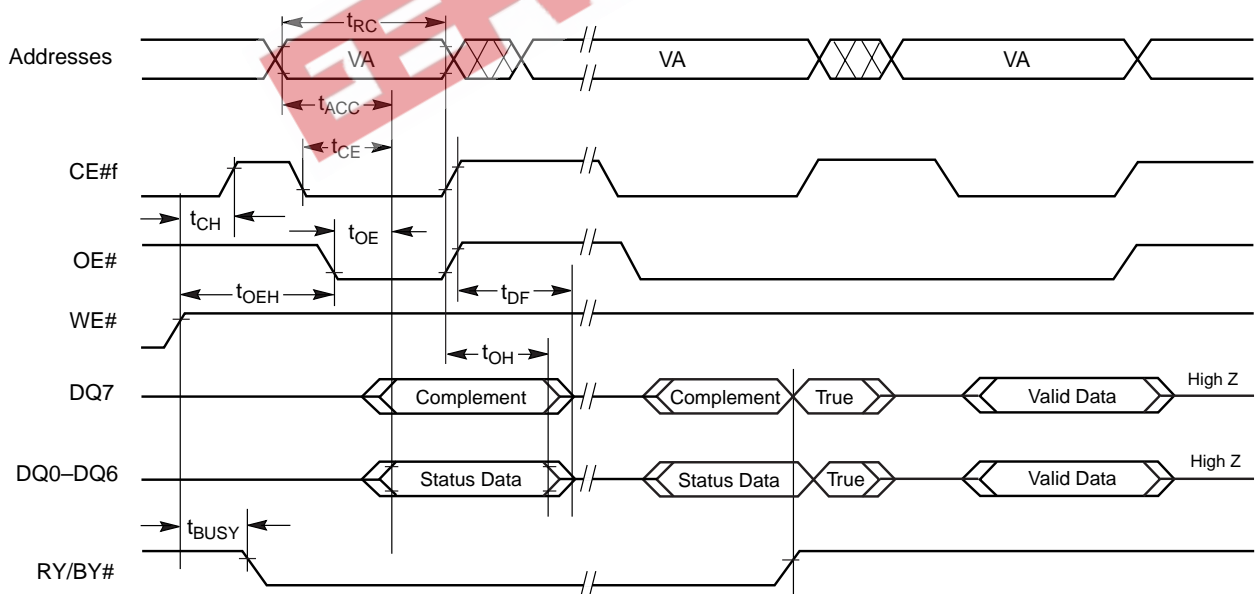 tRC
Addresses VA VA VA
tACC
tCE
CE#f
tCH tOE
OE#
tOEH tDF
WE#
tOH
DQ7 Complement Complement True Valid Data High Z
DQ0–DQ6 Status Data Status Data True Valid Data High Z
tBUSY
RY/BY#